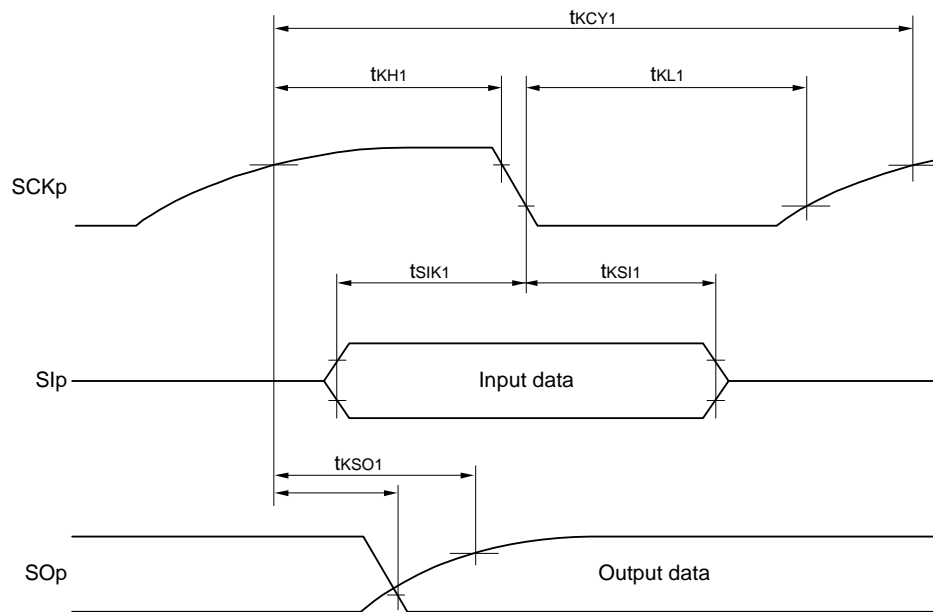 tKCY1
tKH1
tKL1
SCKp
tSIK1
tKSI1
SIp
Input data
tKSO1
SOp
Output data